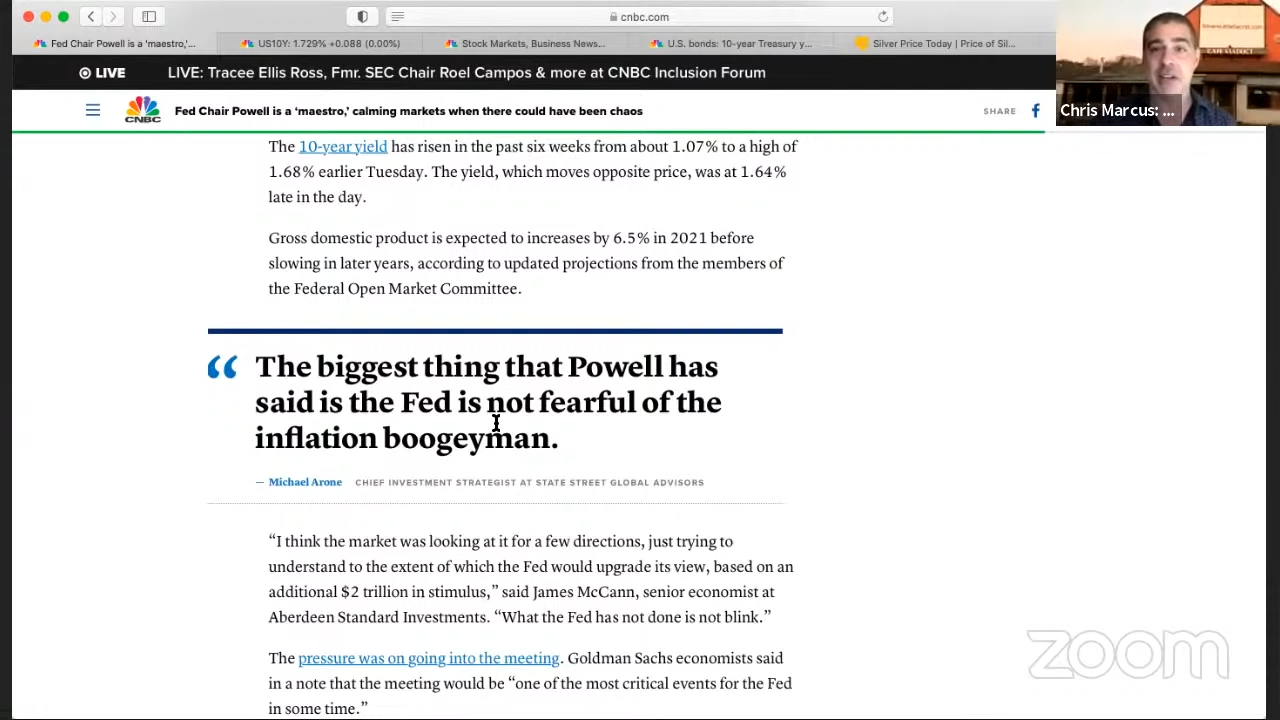 cnbc.com
Fed Chair Powell is a ‘maestro,’...
US10Y: 1.729% +0.088 (0.00%)
Stock Markets, Business News...
U.S. bonds: 10-year Treasury y...
Silver Price Today | Price of Sil...
LIVE
LIVE: Tracee Ellis Ross, Fmr. SEC Chair Roel Campos & more at CNBC Inclusion Forum
Chris Marcus: ...
CNBC
Fed Chair Powell is a ‘maestro,’ calming markets when there could have been chaos
SHARE
The 10-year yield has risen in the past six weeks from about 1.07% to a high of
1.68% earlier Tuesday. The yield, which moves opposite price, was at 1.64%
late in the day.
Gross domestic product is expected to increases by 6.5% in 2021 before
slowing in later years, according to updated projections from the members of
the Federal Open Market Committee.
“ The biggest thing that Powell has
said is the Fed is not fearful of the
inflation boogeyman.
— Michael Arone CHIEF INVESTMENT STRATEGIST AT STATE STREET GLOBAL ADVISORS
“I think the market was looking at it for a few directions, just trying to
understand to the extent of which the Fed would upgrade its view, based on an
additional $2 trillion in stimulus,” said James McCann, senior economist at
Aberdeen Standard Investments. “What the Fed has not done is not blink.”
The pressure was on going into the meeting. Goldman Sachs economists said
in a note that the meeting would be “one of the most critical events for the Fed
in some time.”
zoom